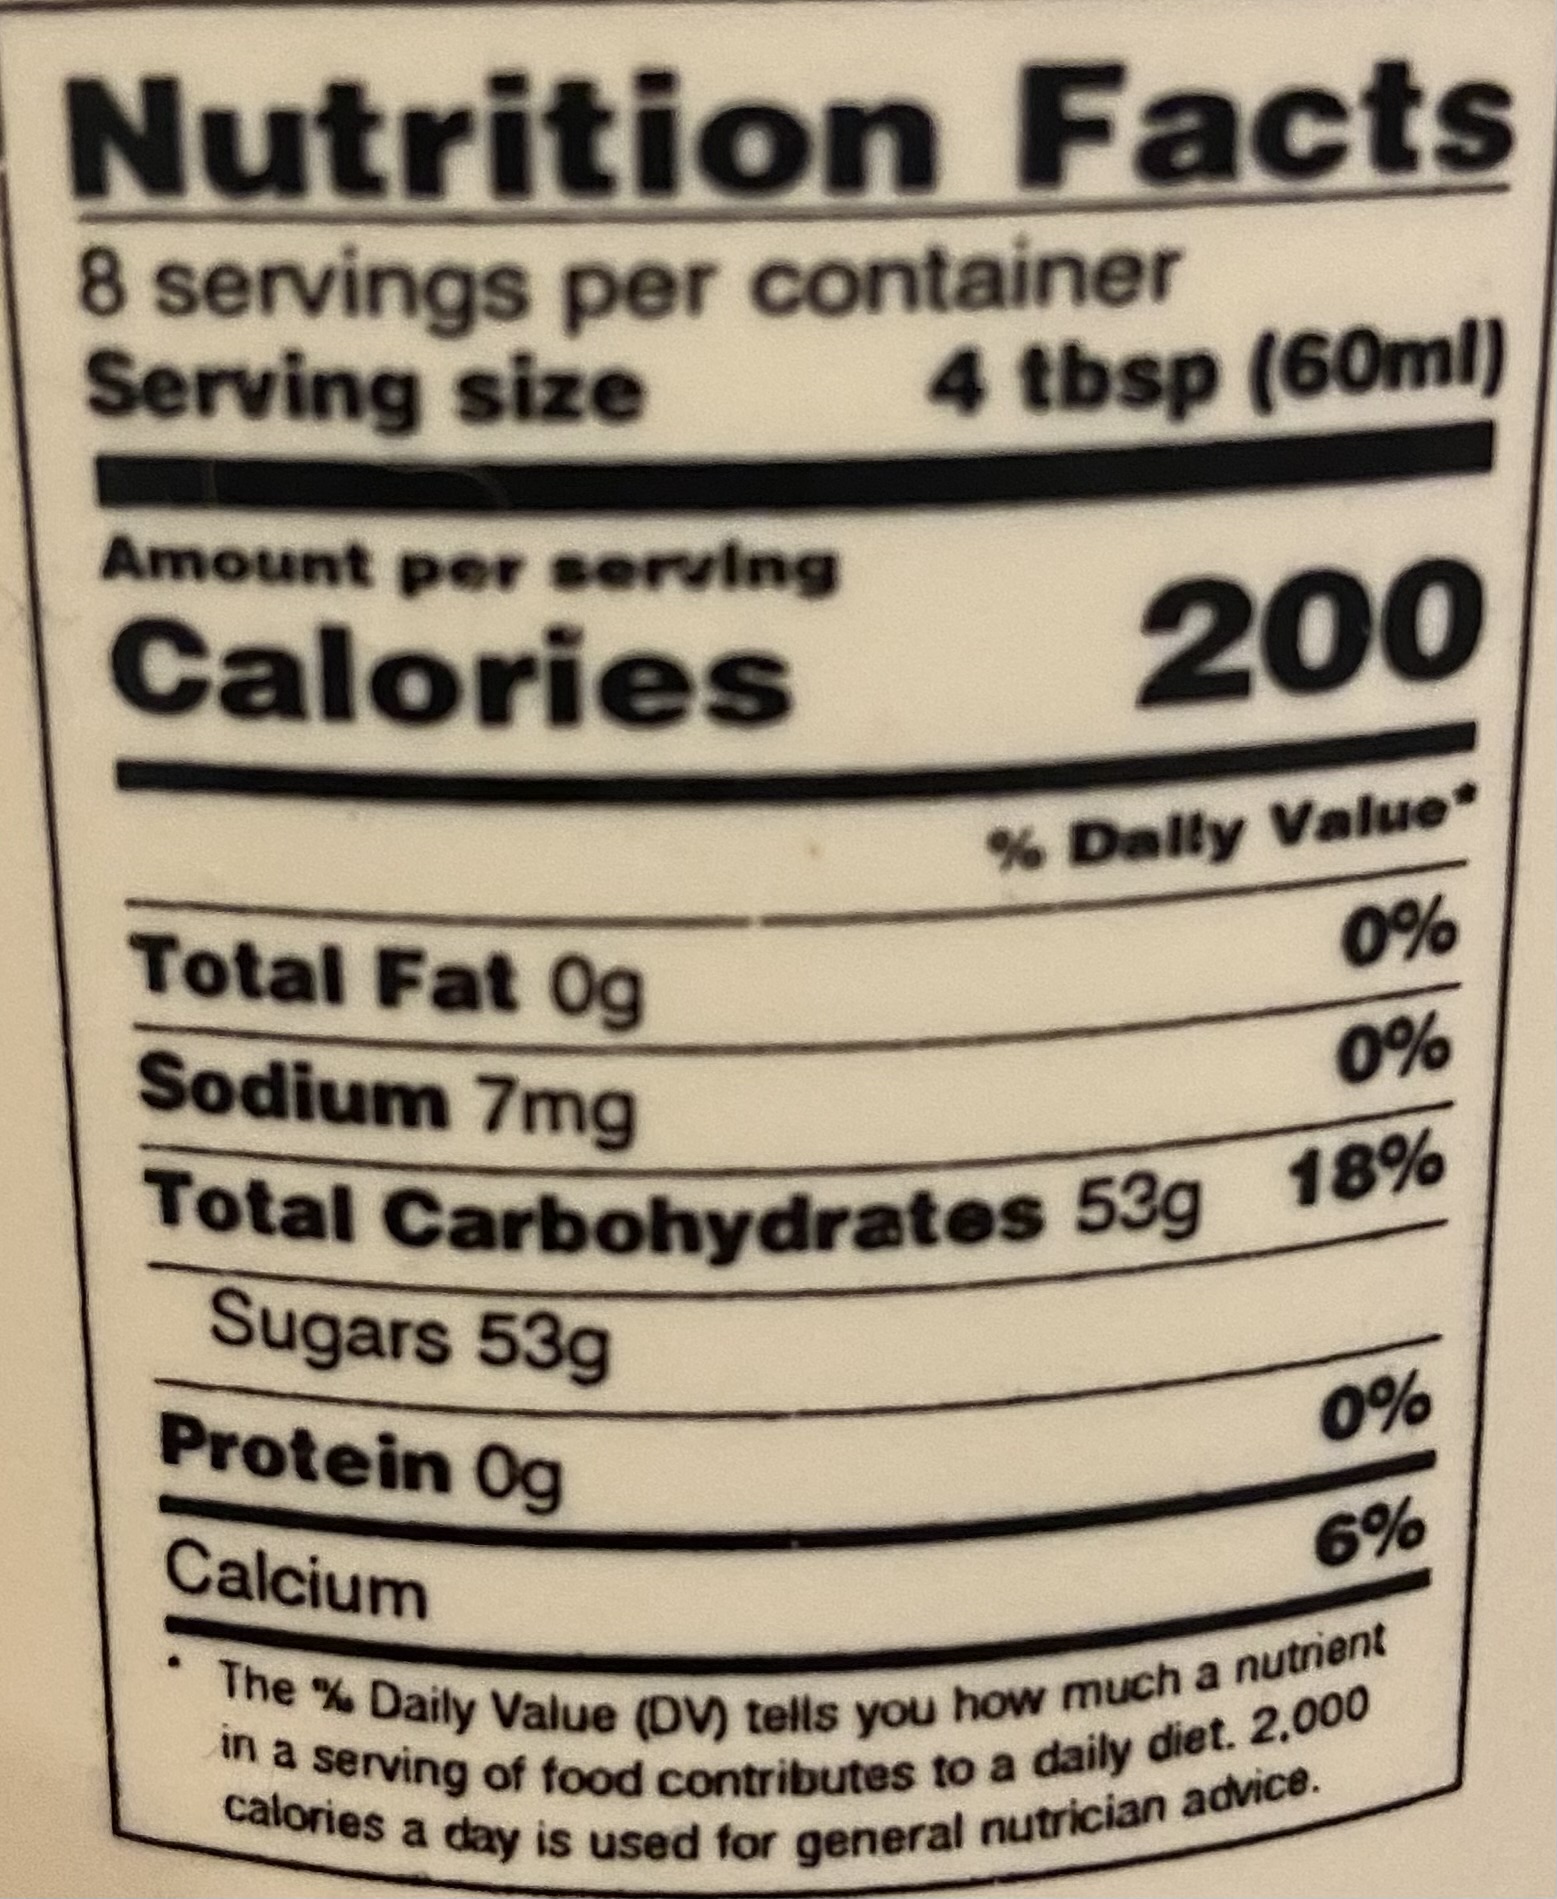 Nutrition Facts
8 servings per container
Serving size 4 tbsp (60ml)
Amount per serving
Calories 200
% Daily Value*
Total Fat 0g 0%
Sodium 7mg 0%
Total Carbohydrates 53g 18%
Sugars 53g
Protein 0g 0%
Calcium 6%
* The % Daily Value (DV) tells you how much a nutrient
in a serving of food contributes to a daily diet. 2,000
calories a day is used for general nutrician advice.